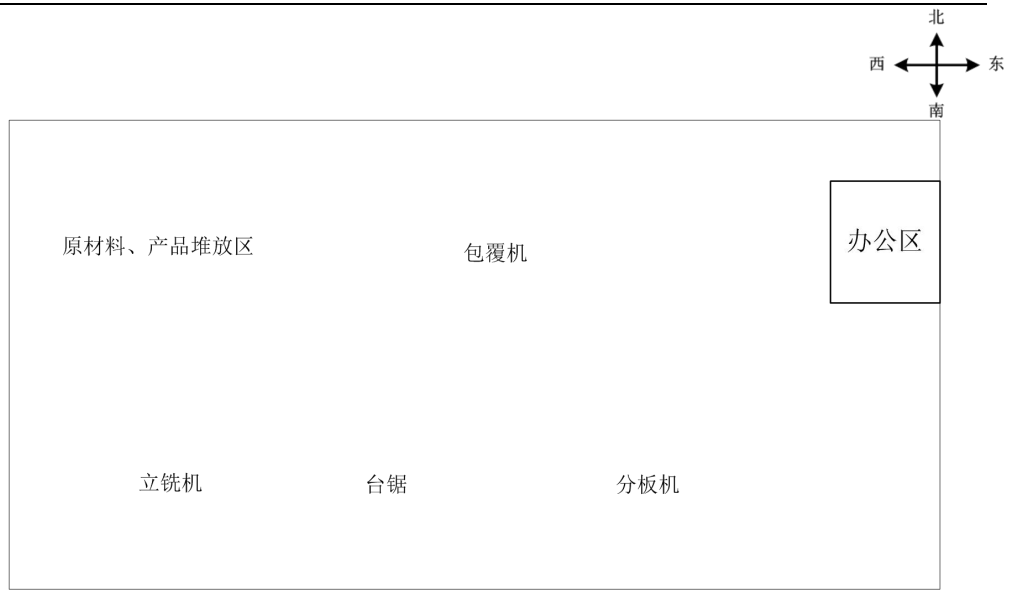 北
西 东
南
原材料、产品堆放区
包覆机
办公区
立铣机
台锯
分板机